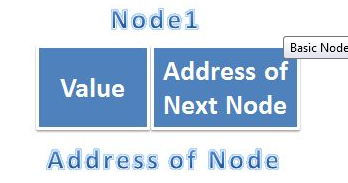 Node1
Basic Node
Value
Address of
Next Node
Address of Node